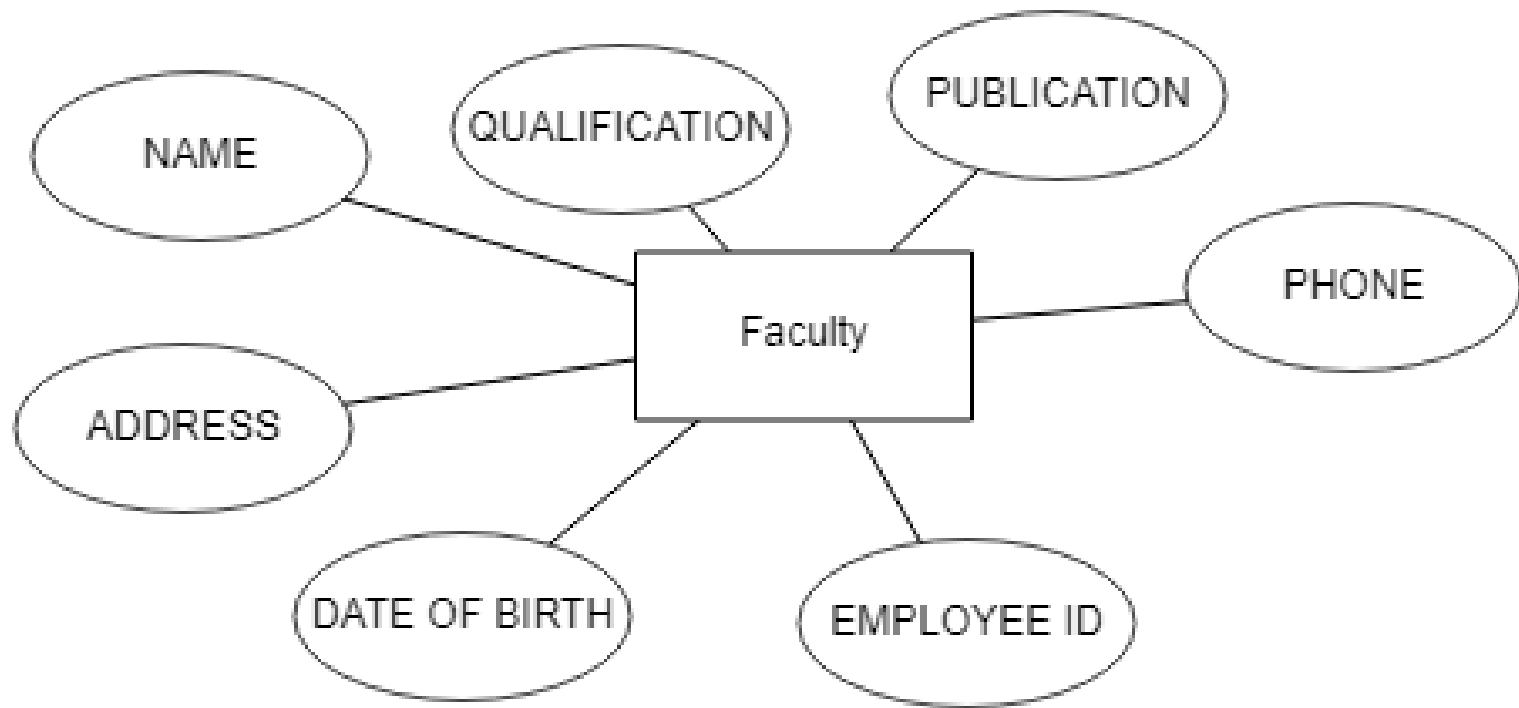 PUBLICATION
QUALIFICATION
NAME
PHONE
Faculty
ADDRESS
DATE OF BIRTH
EMPLOYEE ID